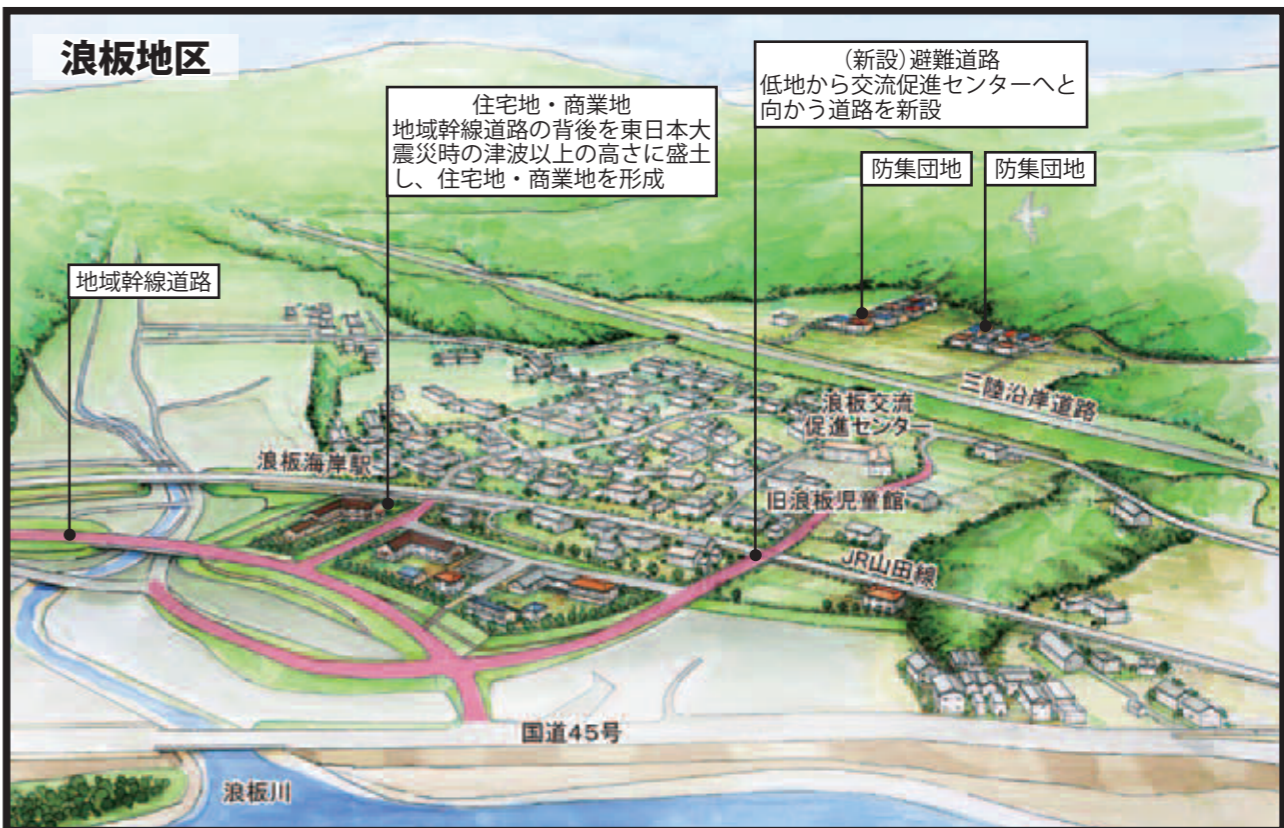 浪板地区
(新設)避難道路
低地から交流促進センターへと
向かう道路を新設
住宅地・商業地
地域幹線道路の背後を東日本大
震災時の津波以上の高さに盛土
し、住宅地・商業地を形成
防集団地
防集団地
地域幹線道路
三陸沿岸道路
浪板交流
促進センター
浪板海岸駅
旧浪板児童館
JR山田線
国道45号
浪板川